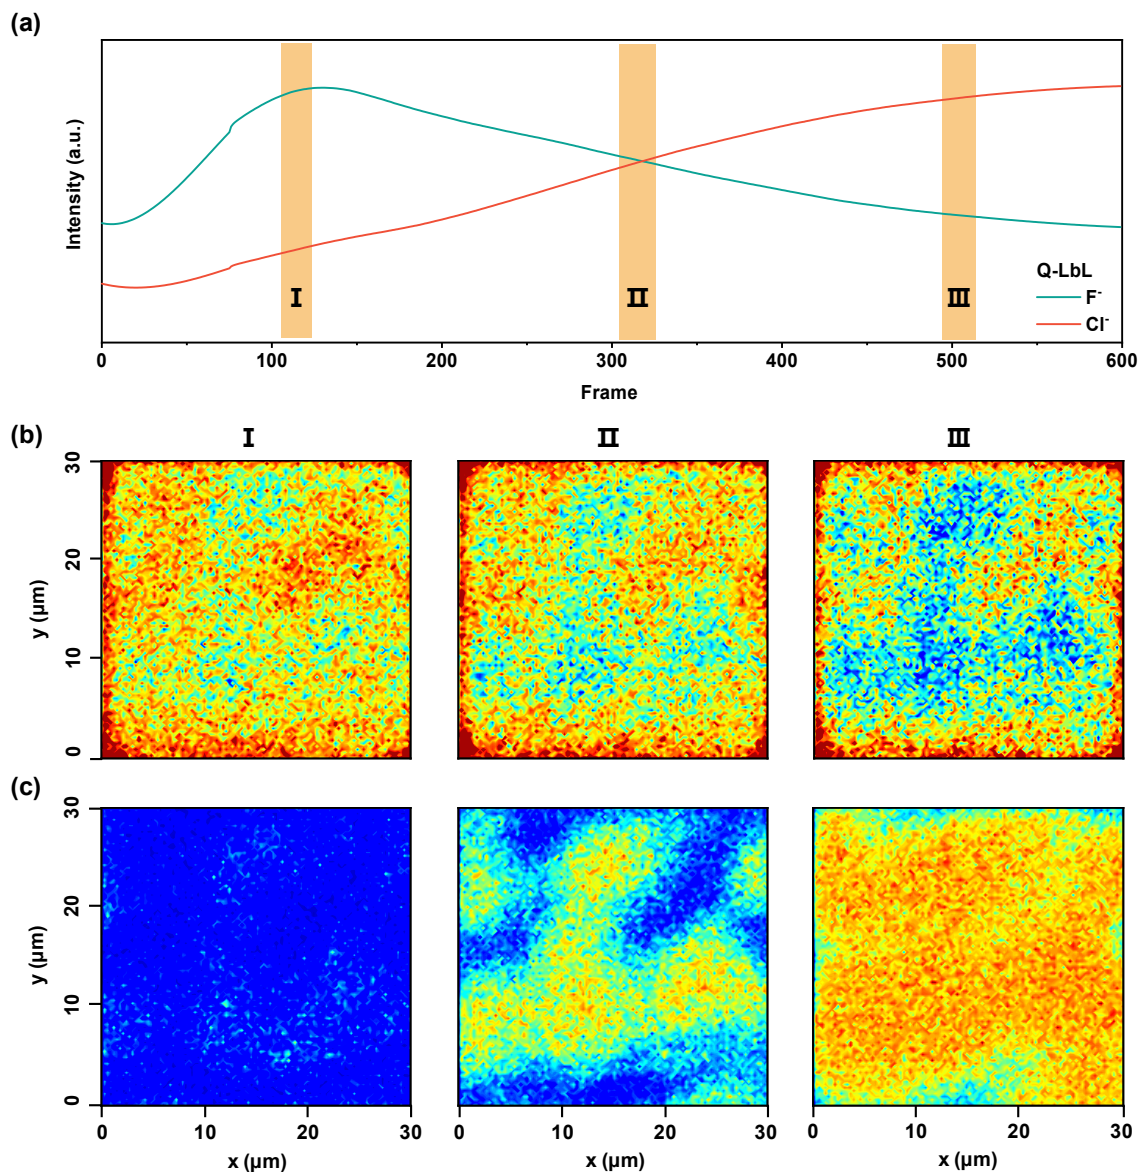 (a)
Intensity (a.u.)
I
II
III
Q-LbL
F⁻
Cl⁻
0 100 200 300 400 500 600
Frame
(b)
I II III
30
20
10
0
y (μm)
(c)
30
20
10
0
y (μm)
0 10 20 30 0 10 20 30 0 10 20 30
x (μm) x (μm) x (μm)